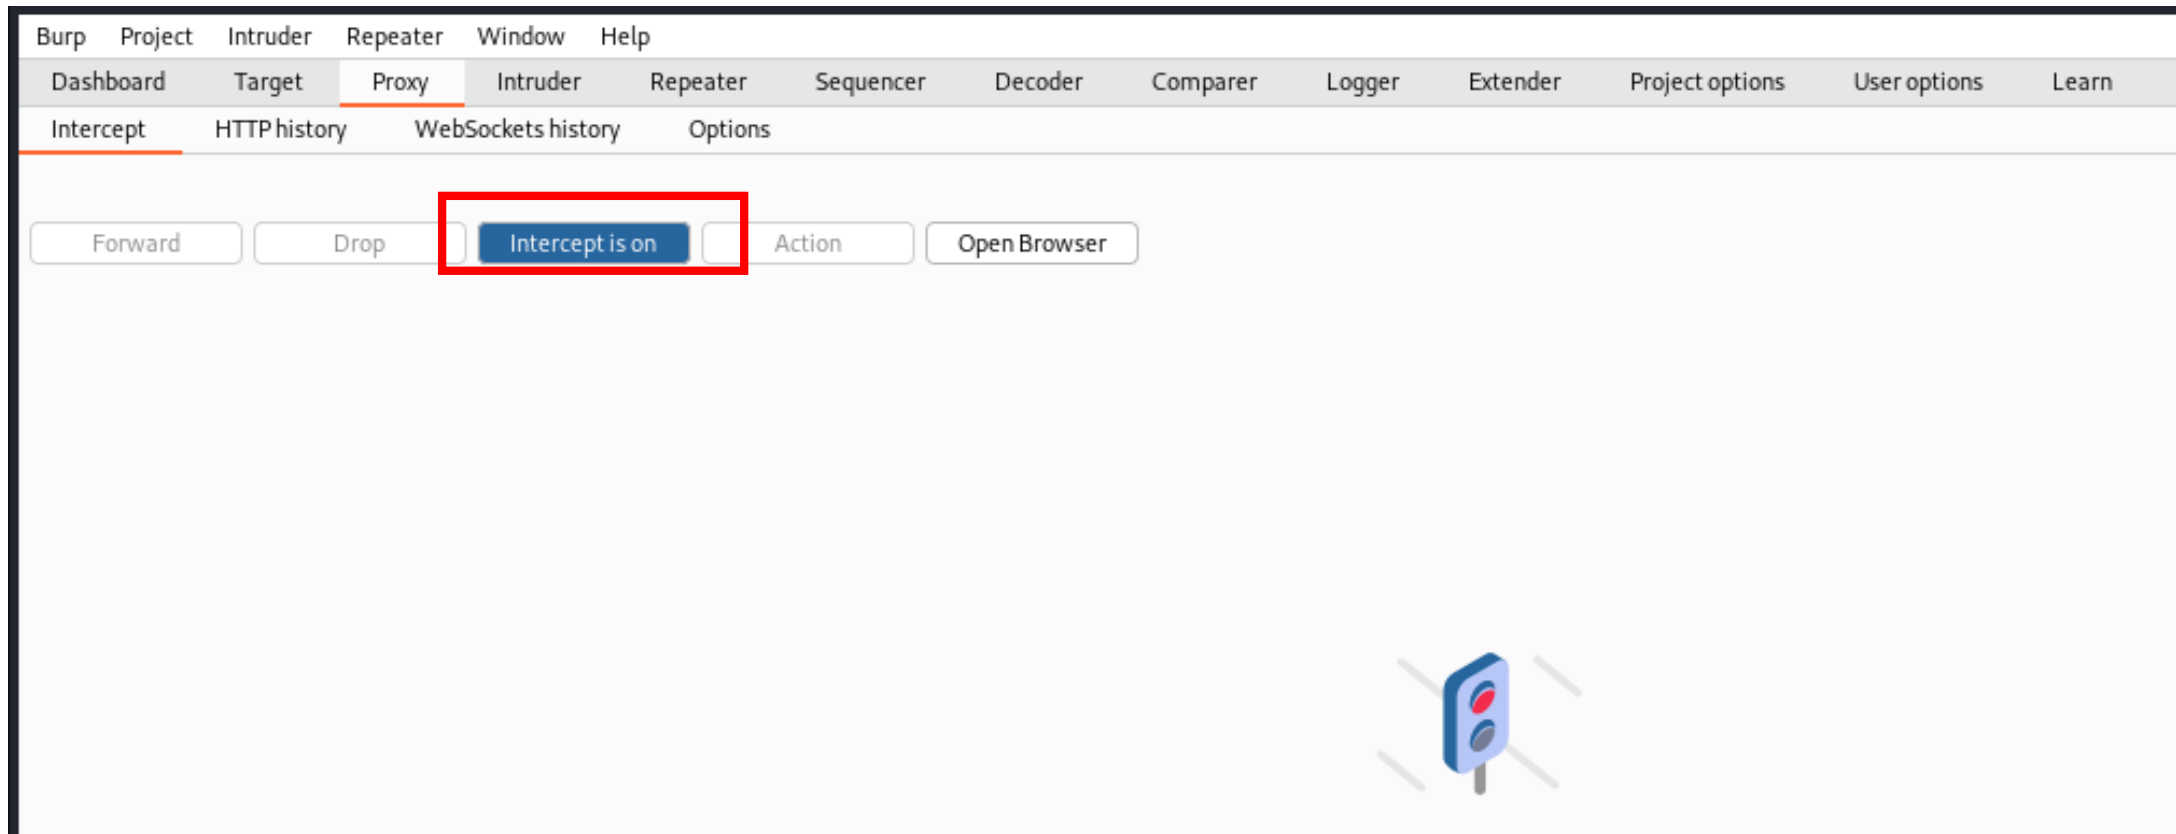 Burp Project Intruder Repeater Window Help
Dashboard Target Proxy Intruder Repeater Sequencer Decoder Comparer Logger Extender Project options User options Learn
Intercept HTTP history WebSockets history Options
Forward Drop Intercept is on Action Open Browser